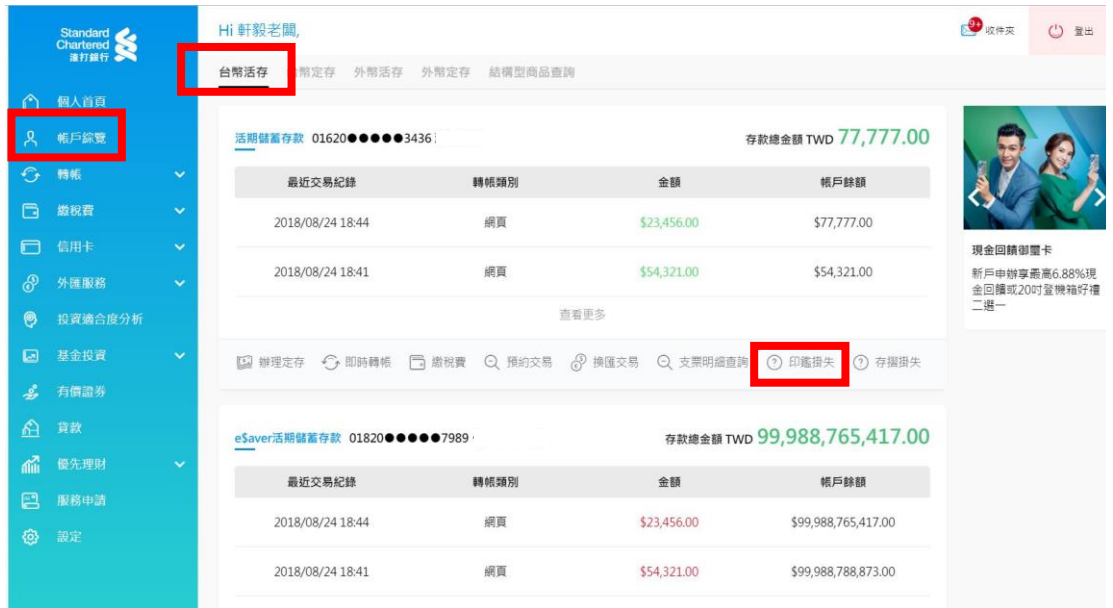 Standard
Chartered
渣打銀行
個人首頁
帳戶綜覽
轉帳
繳稅費
信用卡
外匯服務
投資適合度分析
基金投資
有價證券
貸款
優先理財
服務申請
設定
Hi 軒毅老闆,
9+ 收件夾 登出
台幣活存 幣定存 外幣活存 外幣定存 結構型商品查詢
活期儲蓄存款 01620●●●●●3436 存款總金額 TWD 77,777.00
最近交易紀錄 轉帳類別 金額 帳戶餘額
2018/08/24 18:44 網頁 $23,456.00 $77,777.00
2018/08/24 18:41 網頁 $54,321.00 $54,321.00
查看更多
辦理定存 即時轉帳 繳稅費 預約交易 換匯交易 支票明細查詢 印鑑掛失 存摺掛失
e$aver活期儲蓄存款 01820●●●●●7989 存款總金額 TWD 99,988,765,417.00
最近交易紀錄 轉帳類別 金額 帳戶餘額
2018/08/24 18:44 網頁 $23,456.00 $99,988,765,417.00
2018/08/24 18:41 網頁 $54,321.00 $99,988,788,873.00
現金回饋御璽卡
新戶申辦享最高6.88%現
金回饋或20吋登機箱好禮
二選一